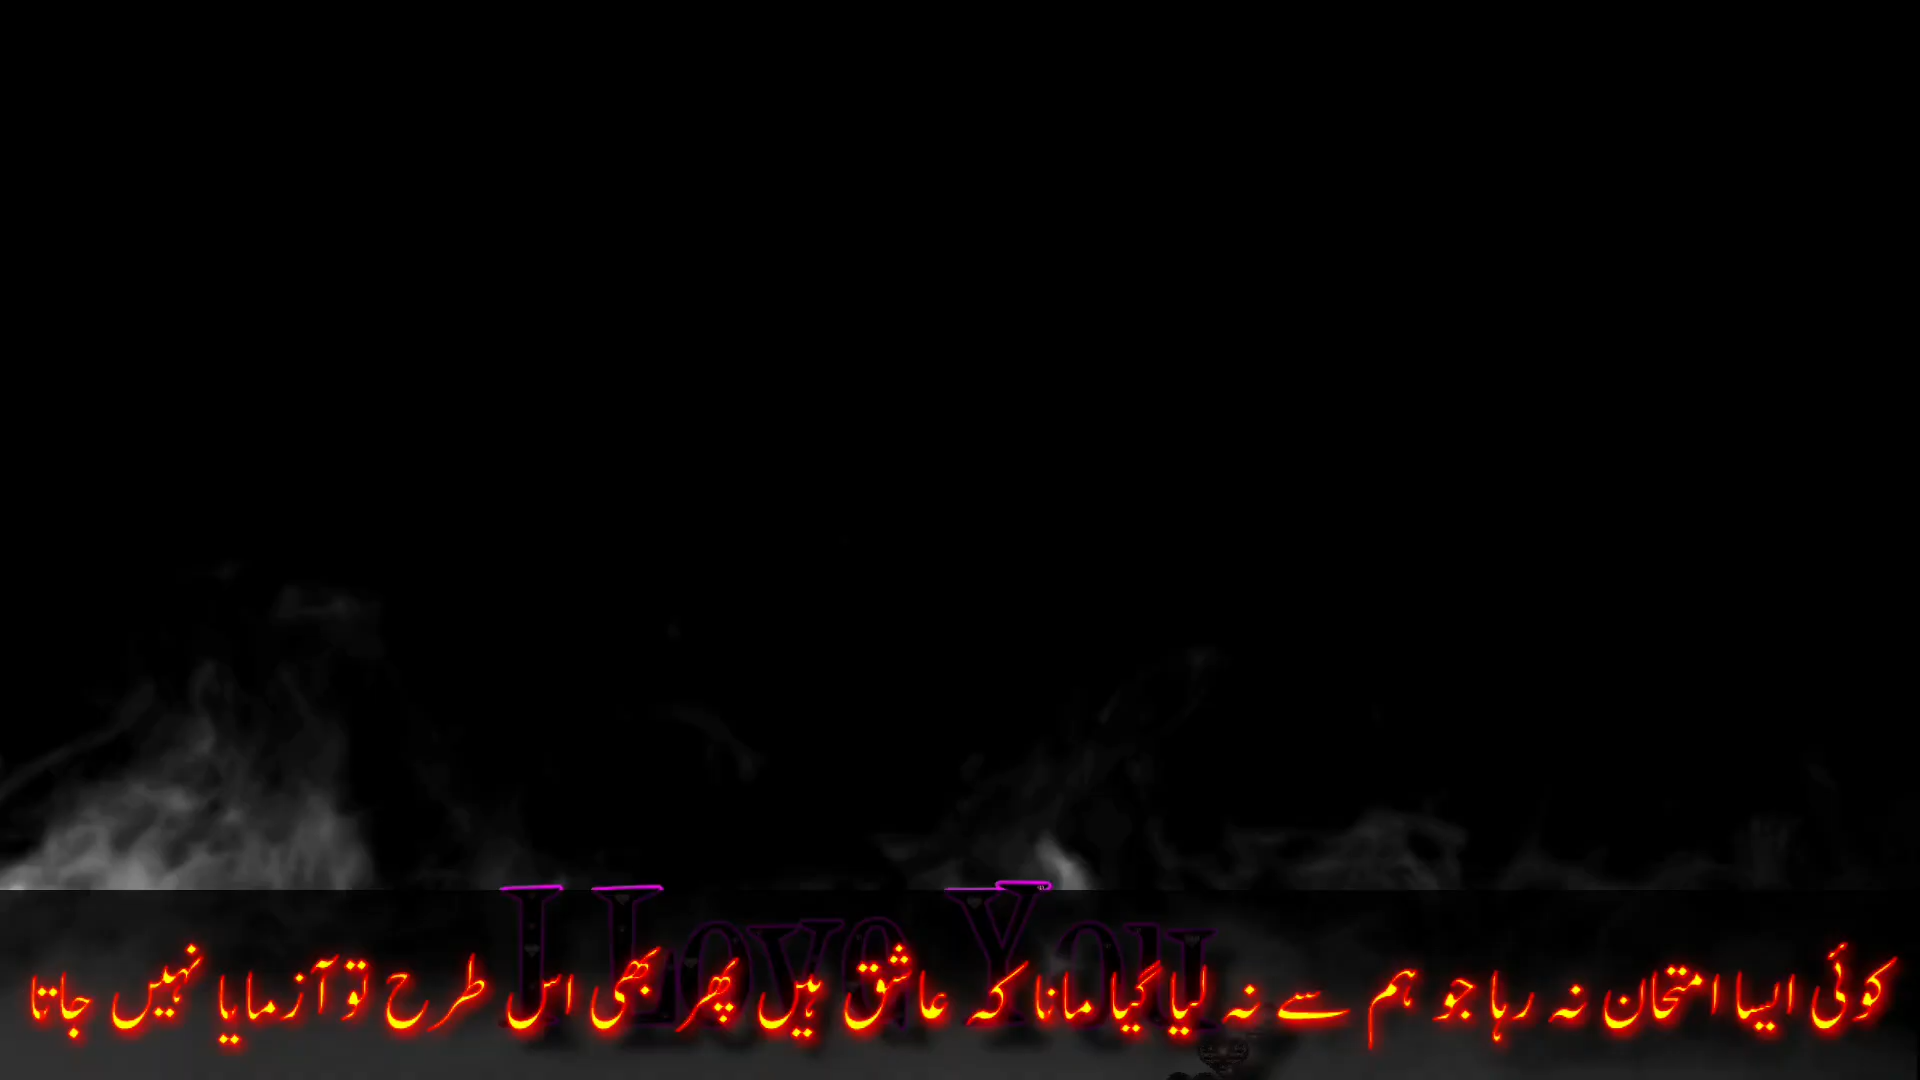 I Love You
کوئی ایسا امتحان نہ رہا جو ہم سے نہ لیا گیا مانا کہ عاشق ہیں پھر بھی اس طرح تو آزمایا نہیں جاتا